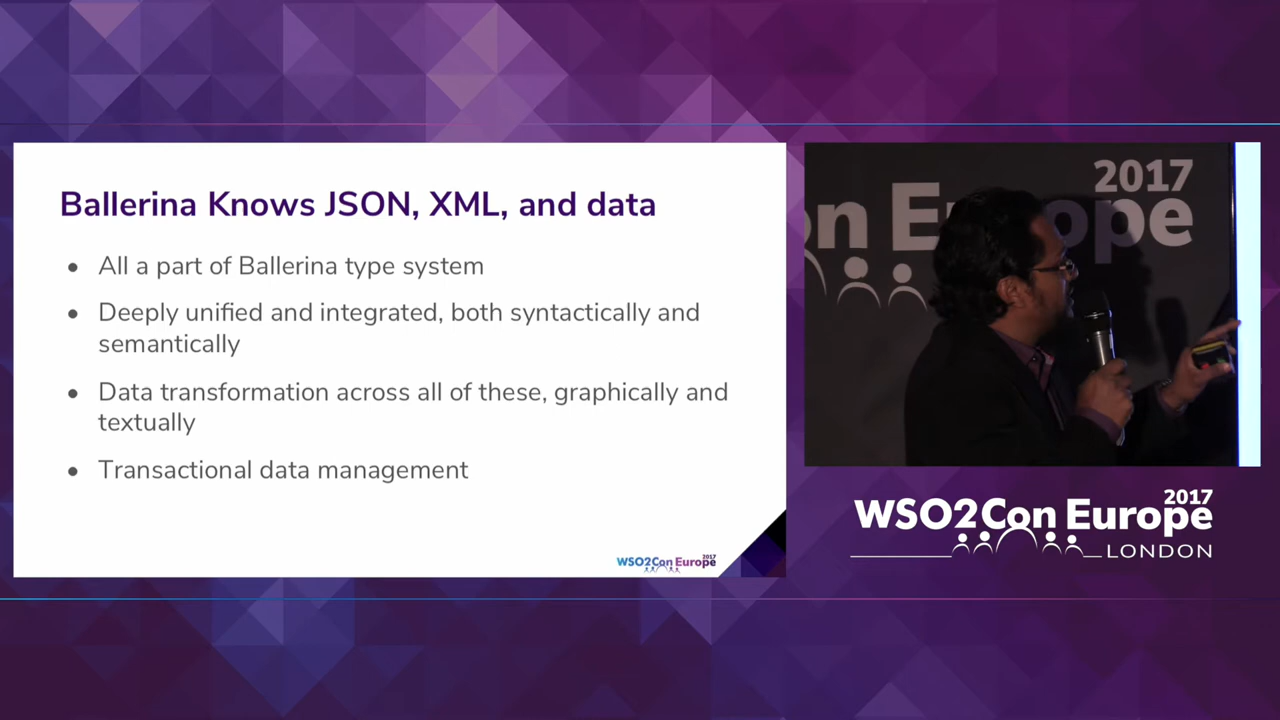 Ballerina Knows JSON, XML, and data
• All a part of Ballerina type system
• Deeply unified and integrated, both syntactically and
semantically
• Data transformation across all of these, graphically and
textually
• Transactional data management
WSO2Con Europe 2017
2017
on Europe
WSO2Con Europe 2017
LONDON